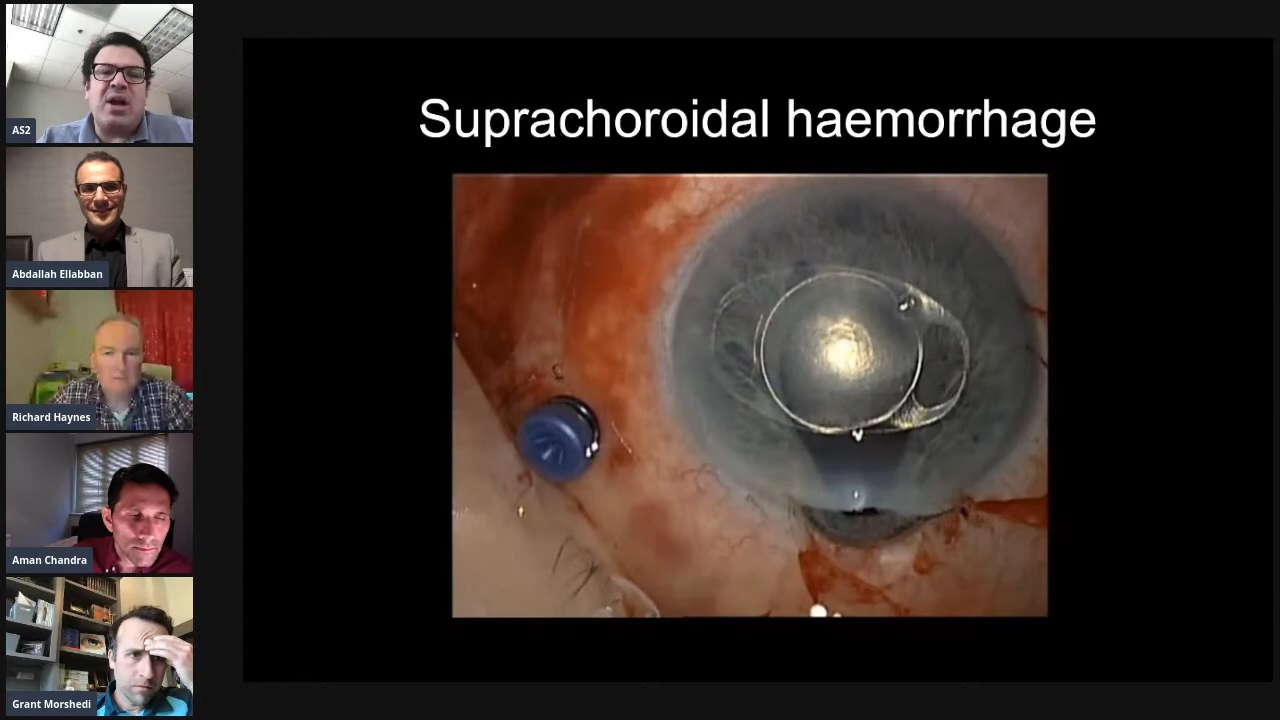 AS2
Abdallah Ellabban
Richard Haynes
Aman Chandra
Grant Morshedi
Suprachoroidal haemorrhage